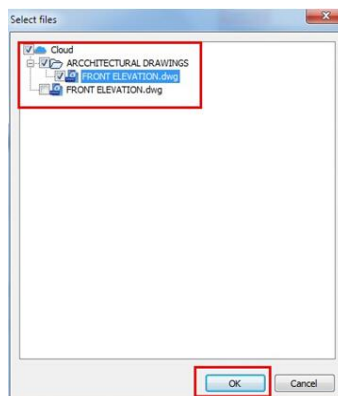 Select files
Cloud
ARCCHITECTURAL DRAWINGS
FRONT ELEVATION.dwg
FRONT ELEVATION.dwg
OK
Cancel